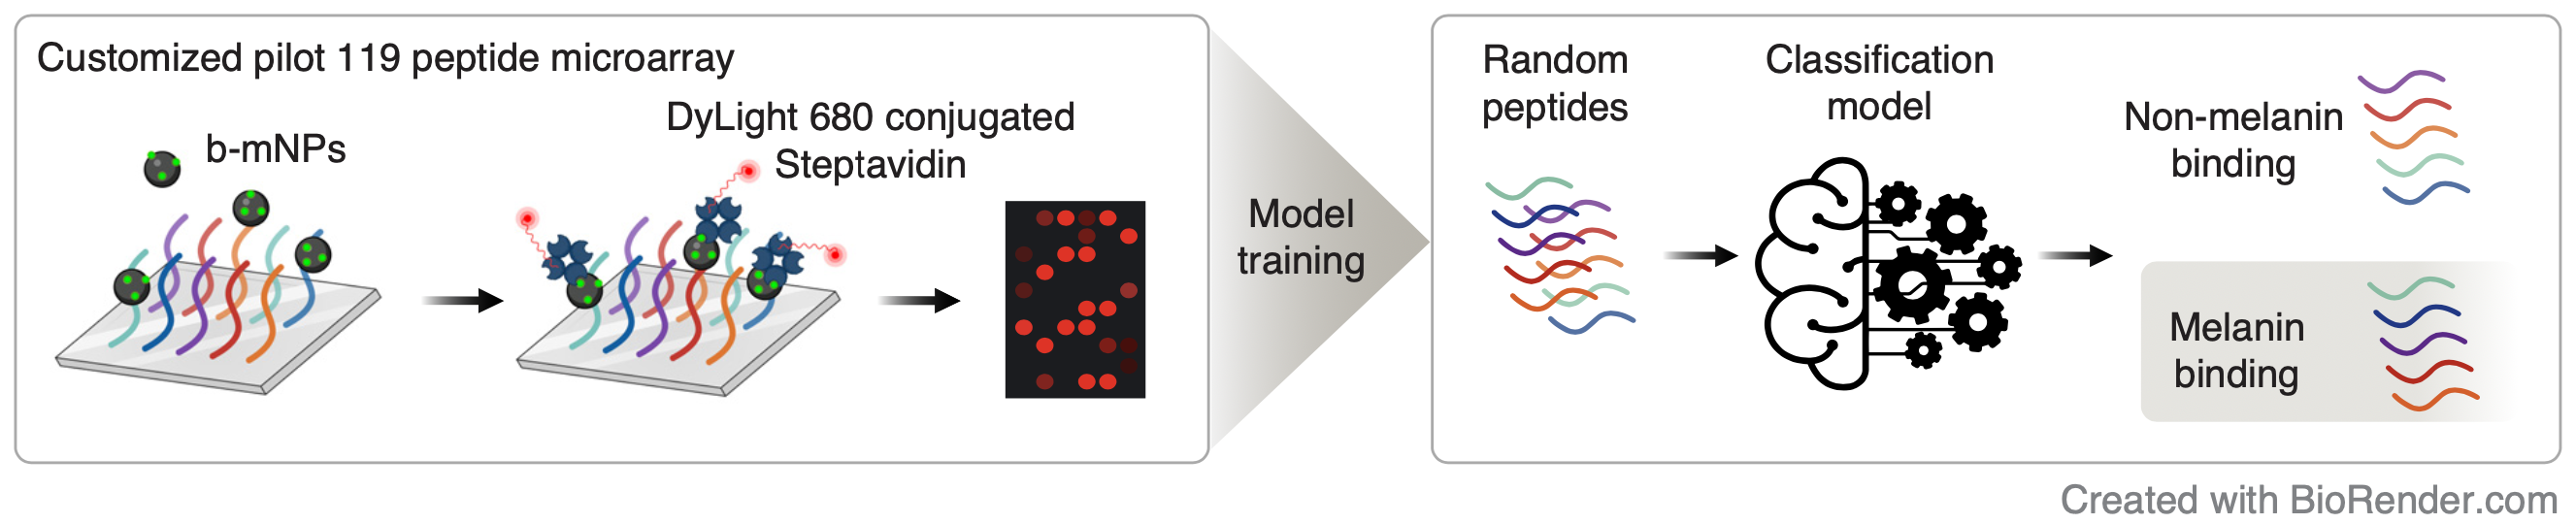 Customized pilot 119 peptide microarray
b-mNPs
DyLight 680 conjugated
Steptavidin
Model
training
Random
peptides
Classification
model
Non-melanin
binding
Melanin
binding
Created with BioRender.com